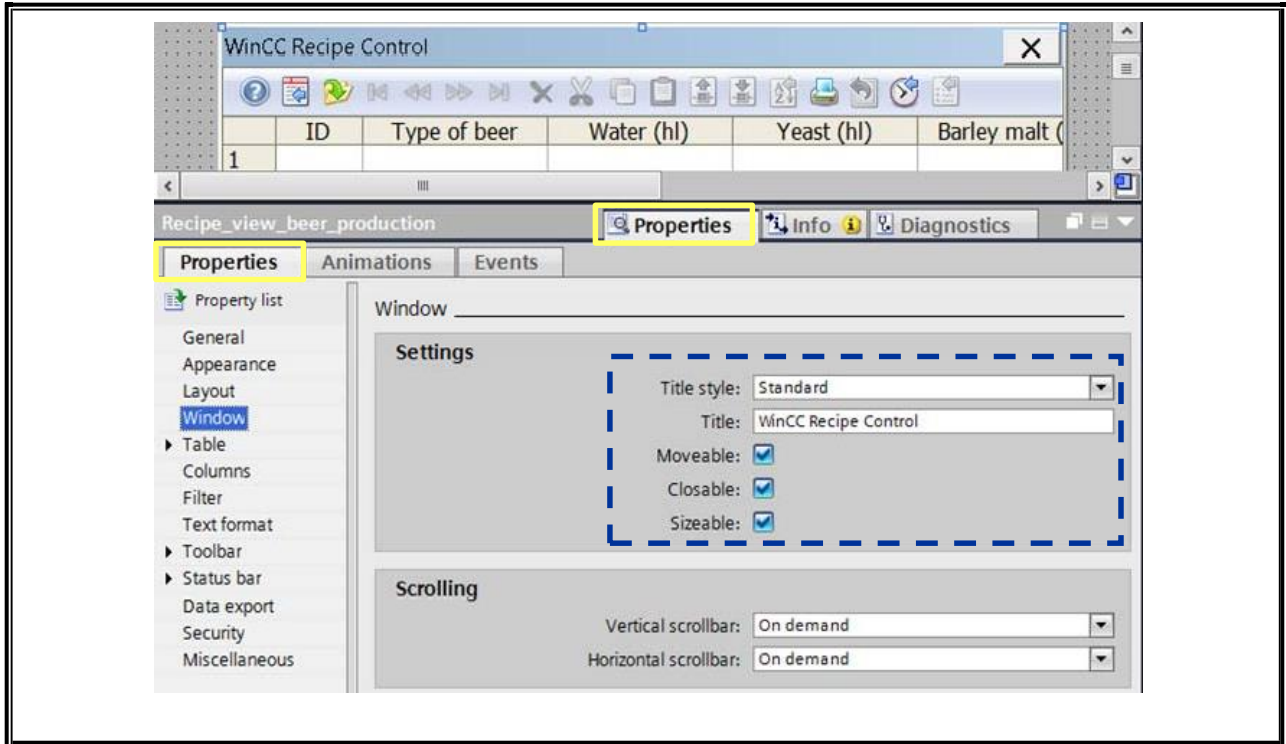 WinCC Recipe Control
ID Type of beer Water (hl) Yeast (hl) Barley malt (
1
Recipe_view_beer_production Properties Info Diagnostics
Properties Animations Events
Property list
Window
General
Settings
Appearance
Layout
Title style: Standard
Window
Title: WinCC Recipe Control
Table
Moveable:
Columns
Closable:
Filter
Text format
Sizeable:
Toolbar
Status bar
Scrolling
Data export
Vertical scrollbar: On demand
Security
Miscellaneous
Horizontal scrollbar: On demand